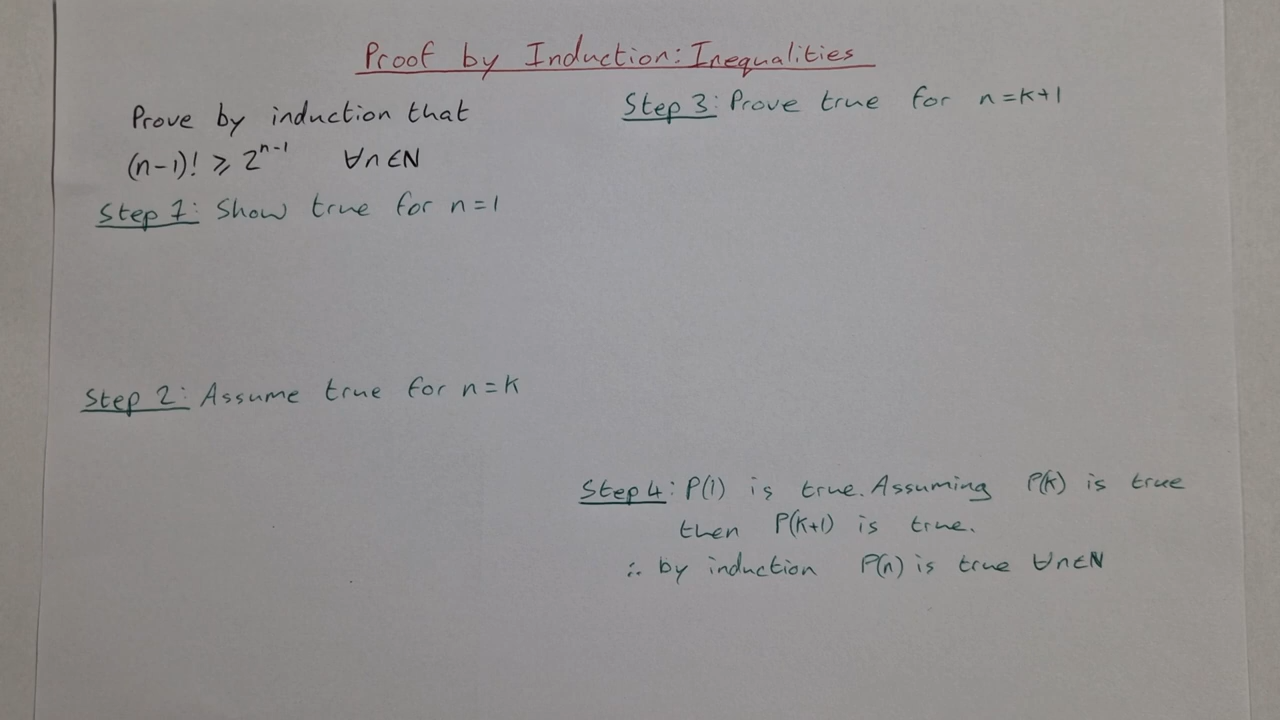 Proof by Induction: Inequalities
Prove by induction that
(n-1)! ⩾ 2^{n-1} ∀n∈N
Step 1: Show true for n=1
Step 2: Assume true for n=k
Step 3: Prove true for n=k+1
Step 4: P(1) is true. Assuming P(k) is true
then P(k+1) is true.
∴ by induction P(n) is true ∀n∈N